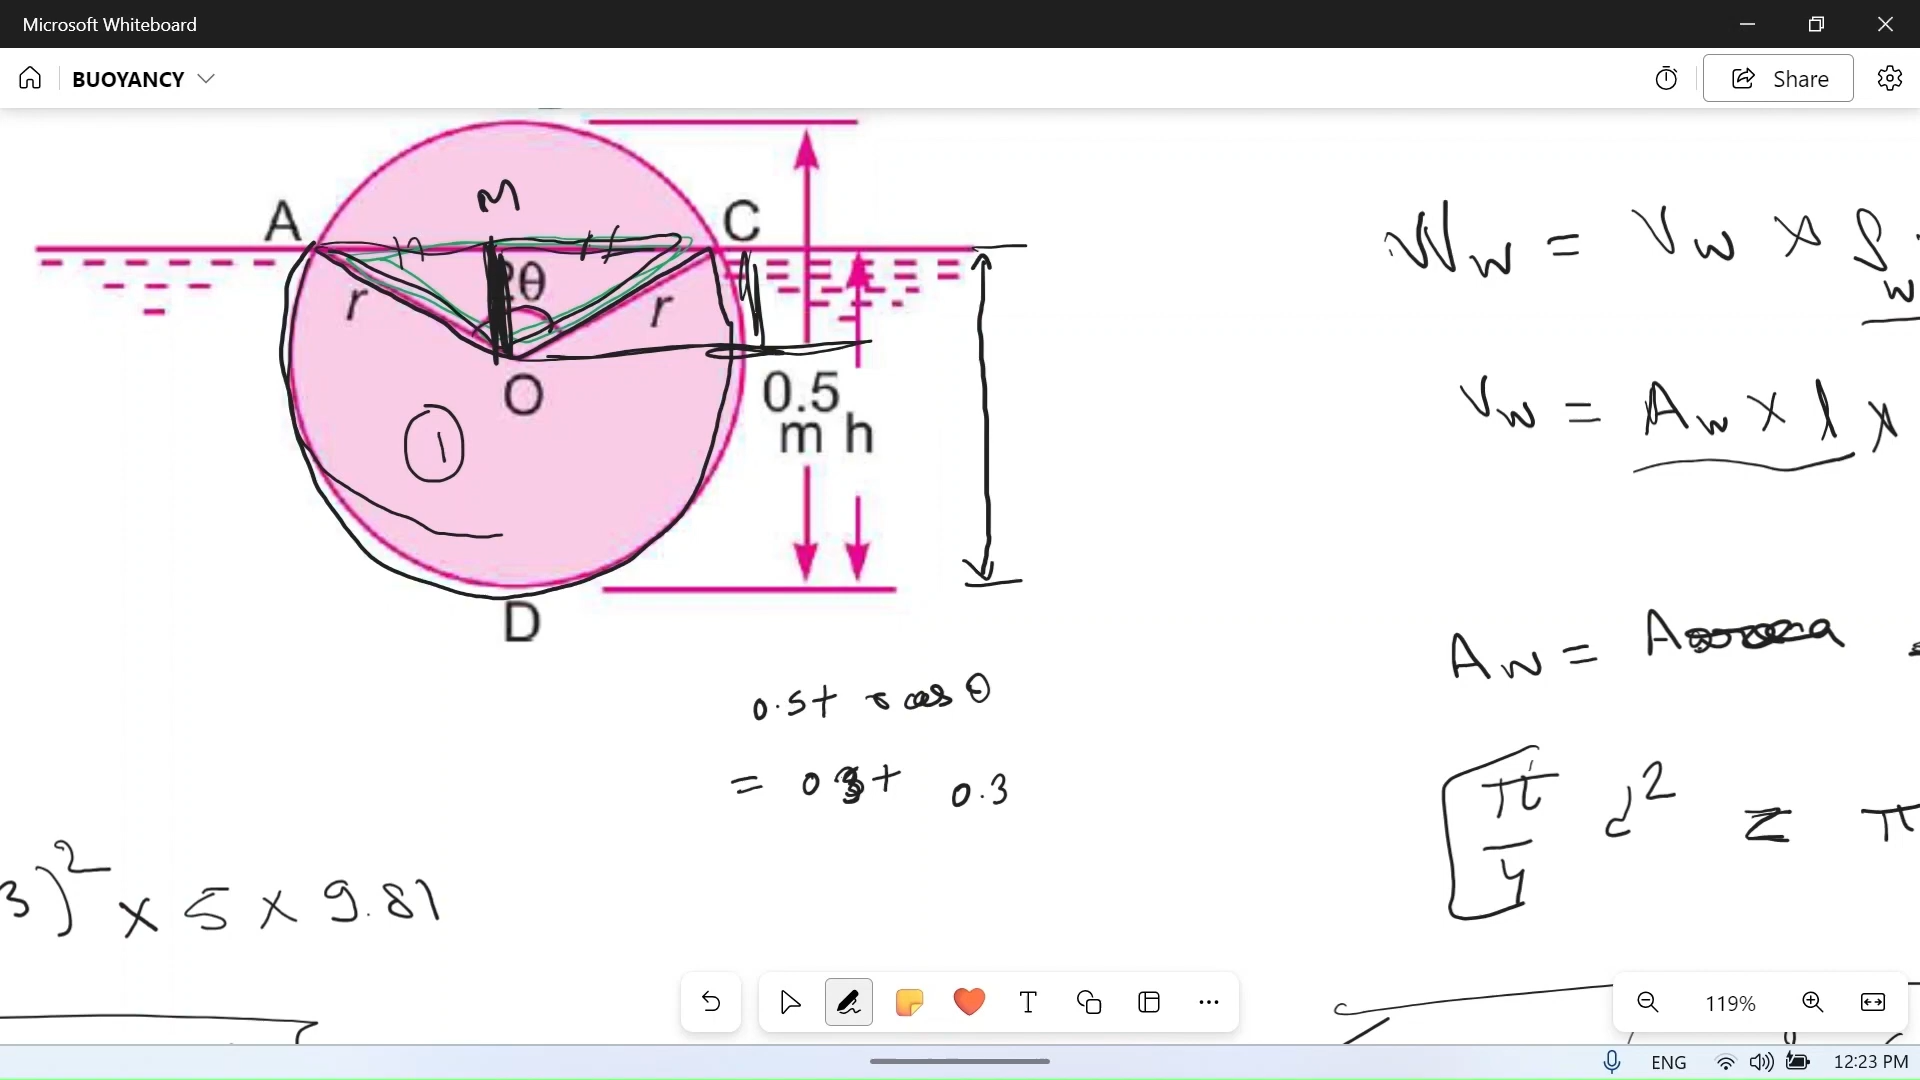 Microsoft Whiteboard
BUOYANCY
Share
M
A
C
2θ
r
r
O
1
0.5
m h
D
W_w = V_w × ρ_w
V_w = A_w × l ×
A_w = A
0.5 + r cos θ
= 0.3 + 0.3
π/4 d² = π
3)² × 5 × 9.81
T
119%
ENG
12:23 PM